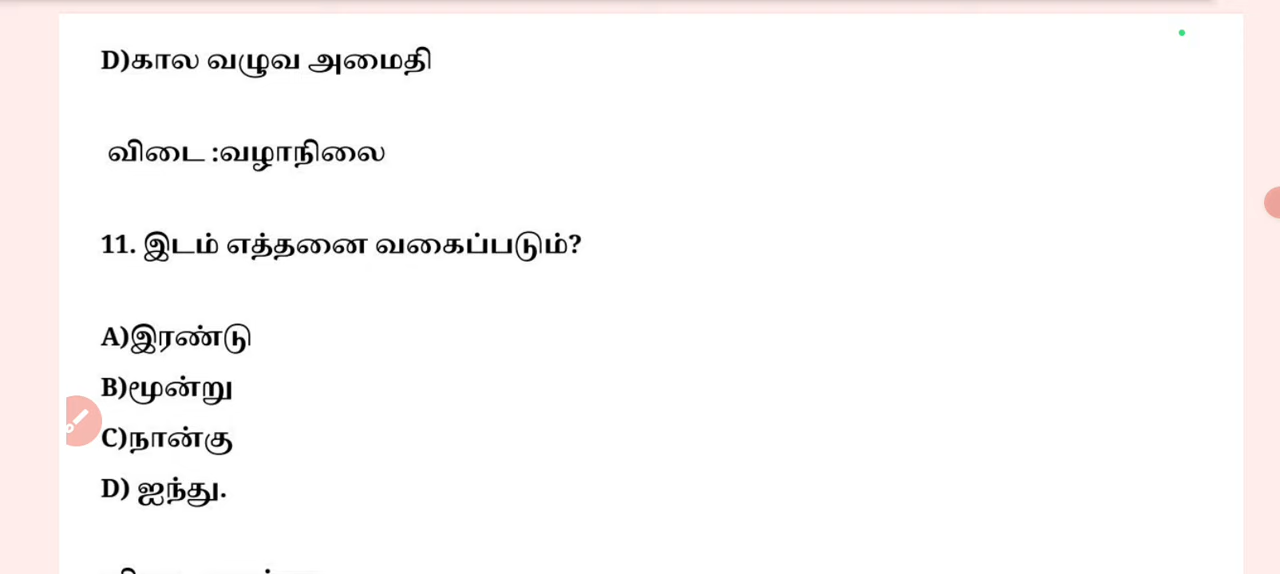 D)கால வழுவ அமைதி
விடை :வழாநிலை
11. இடம் எத்தனை வகைப்படும்?
A)இரண்டு
B)மூன்று
C)நான்கு
D) ஐந்து.